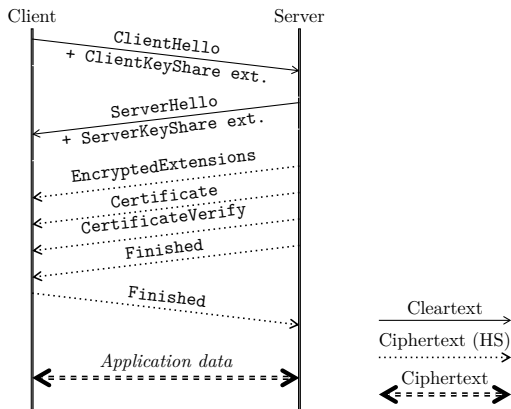 Client Server
ClientHello
+ ClientKeyShare ext.
ServerHello
+ ServerKeyShare ext.
EncryptedExtensions
Certificate
CertificateVerify
Finished
Finished
Application data
Cleartext
Ciphertext (HS)
Ciphertext